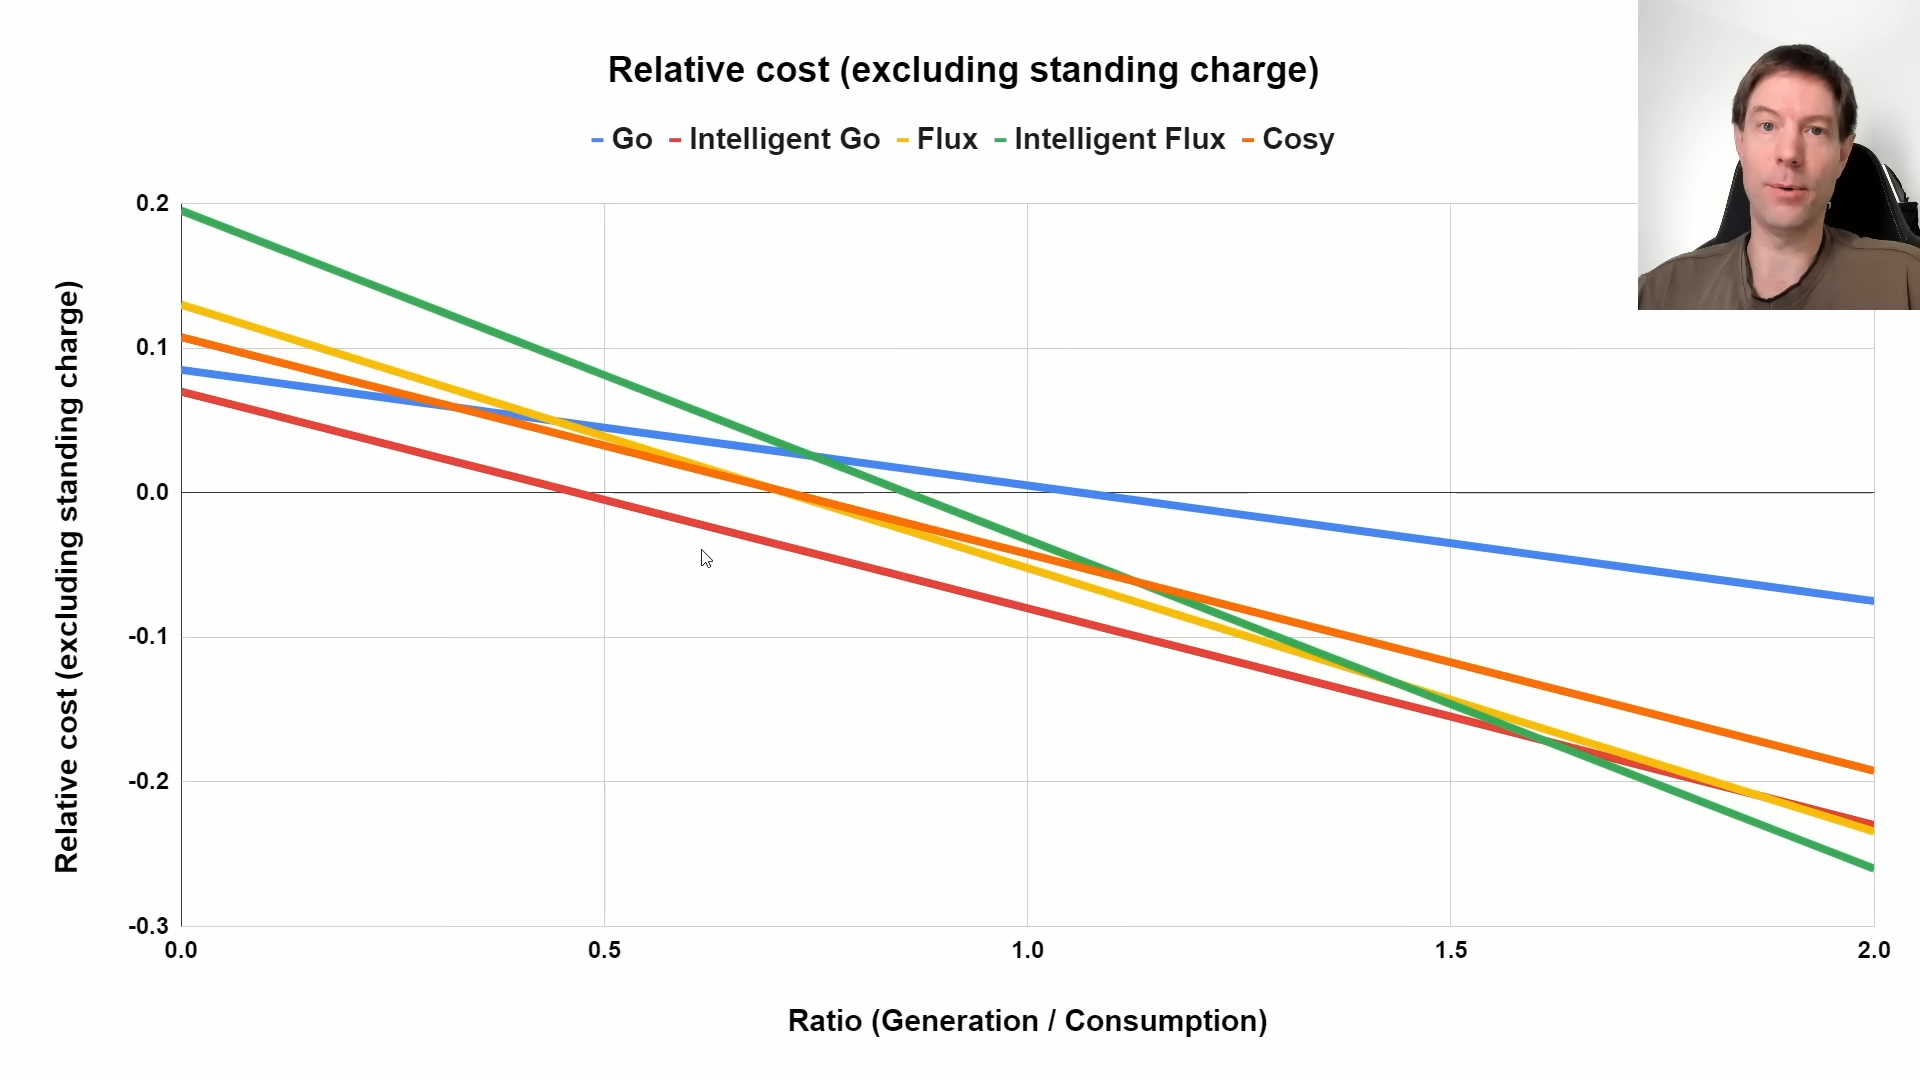 Relative cost (excluding standing charge)
Go Intelligent Go Flux Intelligent Flux Cosy
Relative cost (excluding standing charge)
0.2
0.1
0.0
-0.1
-0.2
-0.3
0.0 0.5 1.0 1.5 2.0
Ratio (Generation / Consumption)